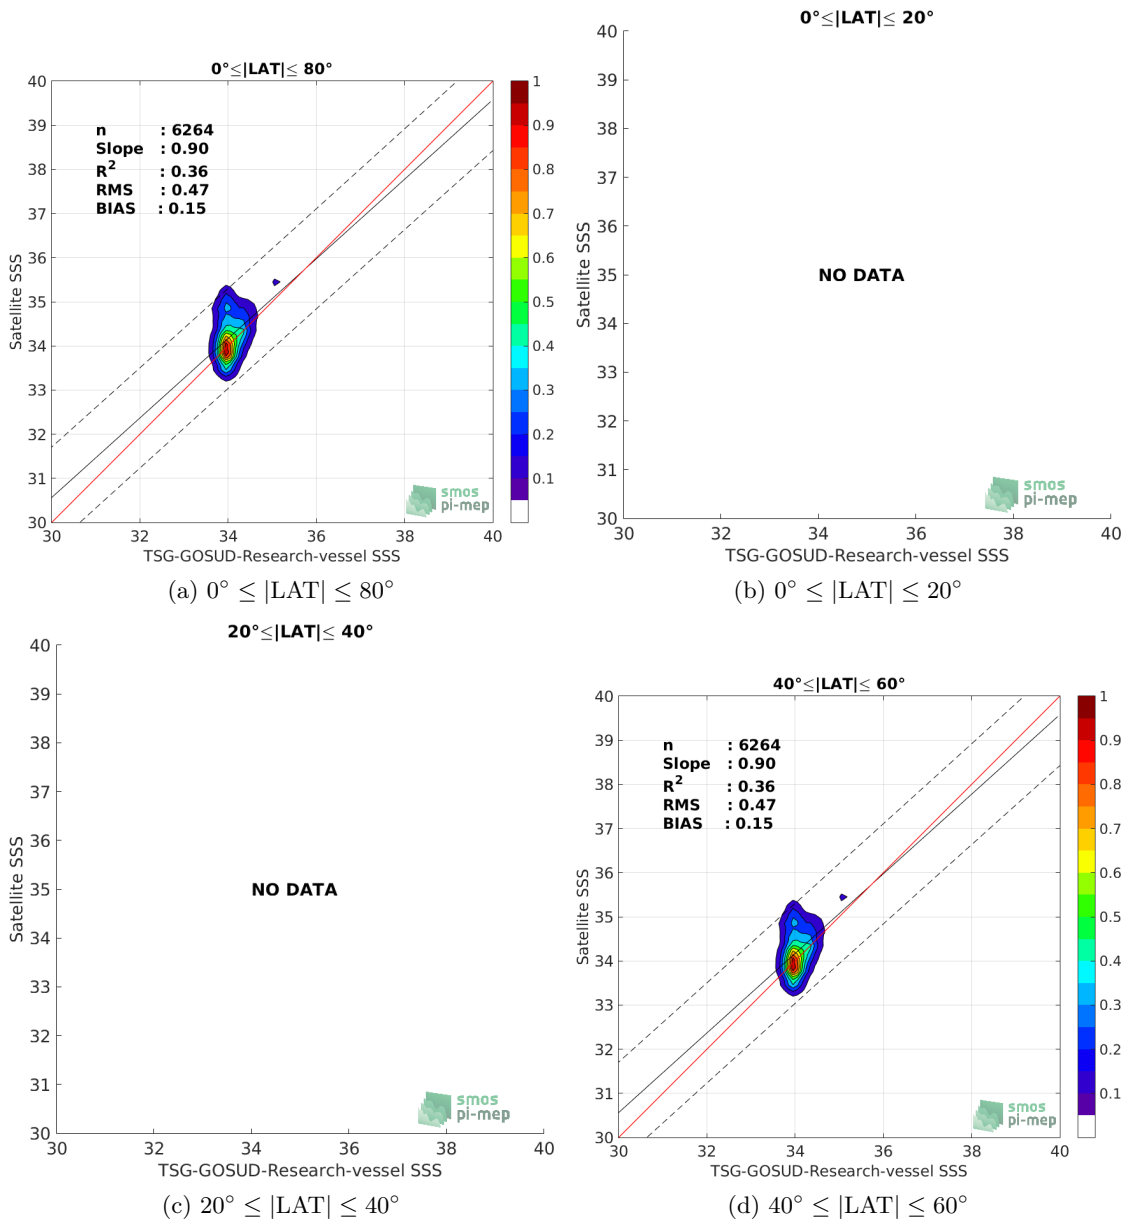 0°≤|LAT|≤ 80°
40
39
38
37
36
35
34
33
32
31
30
Satellite SSS
n : 6264
Slope : 0.90
R2 : 0.36
RMS : 0.47
BIAS : 0.15
smos
pi-mep
30 32 34 36 38 40
TSG-GOSUD-Research-vessel SSS
1
0.9
0.8
0.7
0.6
0.5
0.4
0.3
0.2
0.1
(a) 0° ≤ |LAT| ≤ 80°
0°≤|LAT|≤ 20°
40
39
38
37
36
35
34
33
32
31
30
Satellite SSS
NO DATA
smos
pi-mep
30 32 34 36 38 40
TSG-GOSUD-Research-vessel SSS
(b) 0° ≤ |LAT| ≤ 20°
20°≤|LAT|≤ 40°
40
39
38
37
36
35
34
33
32
31
30
Satellite SSS
NO DATA
smos
pi-mep
30 32 34 36 38 40
TSG-GOSUD-Research-vessel SSS
(c) 20° ≤ |LAT| ≤ 40°
40°≤|LAT|≤ 60°
40
39
38
37
36
35
34
33
32
31
30
Satellite SSS
n : 6264
Slope : 0.90
R2 : 0.36
RMS : 0.47
BIAS : 0.15
smos
pi-mep
30 32 34 36 38 40
TSG-GOSUD-Research-vessel SSS
1
0.9
0.8
0.7
0.6
0.5
0.4
0.3
0.2
0.1
(d) 40° ≤ |LAT| ≤ 60°